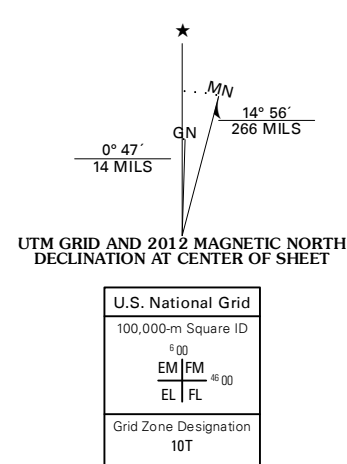 ★
MN
GN
14° 56´
266 MILS
0° 47´
14 MILS
UTM GRID AND 2012 MAGNETIC NORTH
DECLINATION AT CENTER OF SHEET
U.S. National Grid
100,000-m Square ID
6 00
EM FM
46 00
EL FL
Grid Zone Designation
10T